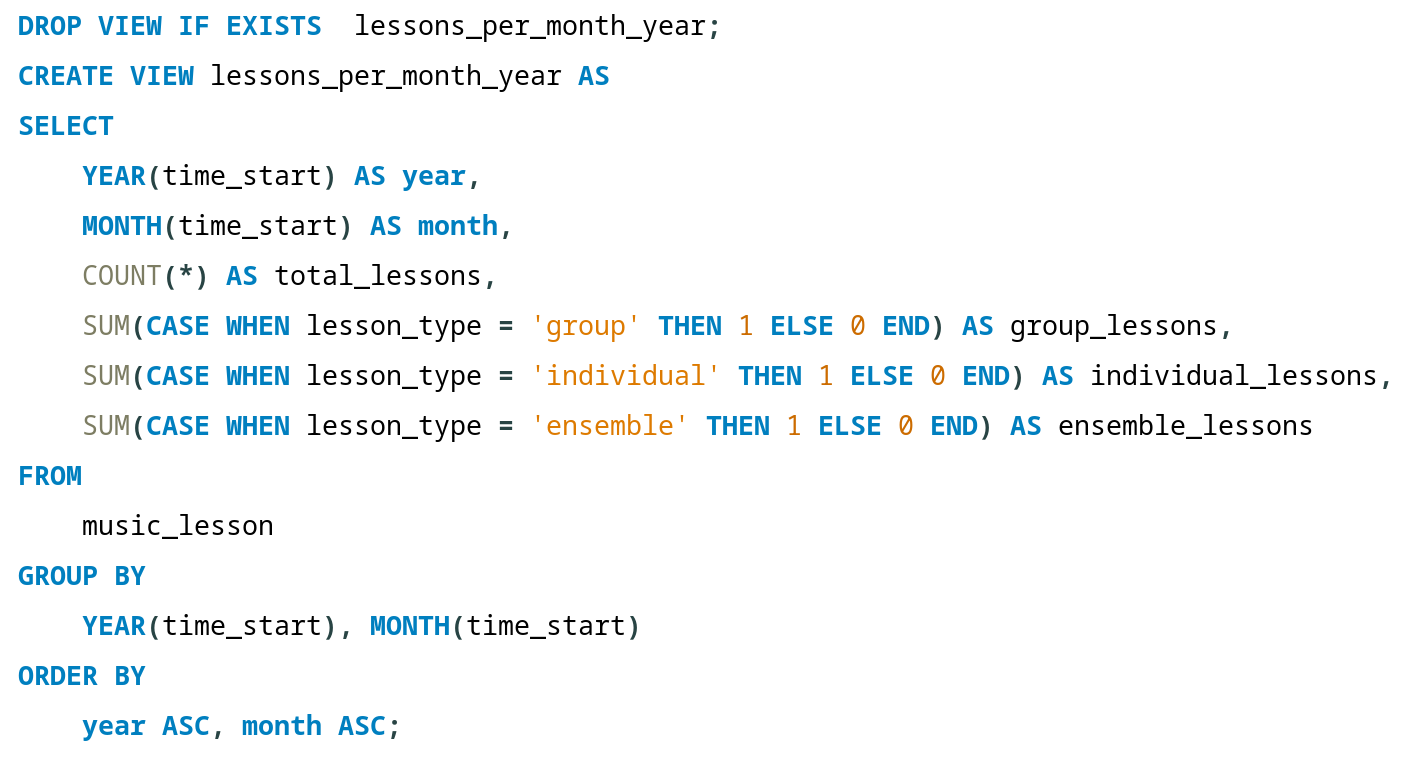 DROP VIEW IF EXISTS  lessons_per_month_year;
CREATE VIEW lessons_per_month_year AS
SELECT
    YEAR(time_start) AS year,
    MONTH(time_start) AS month,
    COUNT(*) AS total_lessons,
    SUM(CASE WHEN lesson_type = 'group' THEN 1 ELSE 0 END) AS group_lessons,
    SUM(CASE WHEN lesson_type = 'individual' THEN 1 ELSE 0 END) AS individual_lessons,
    SUM(CASE WHEN lesson_type = 'ensemble' THEN 1 ELSE 0 END) AS ensemble_lessons
FROM
    music_lesson
GROUP BY
    YEAR(time_start), MONTH(time_start)
ORDER BY
    year ASC, month ASC;